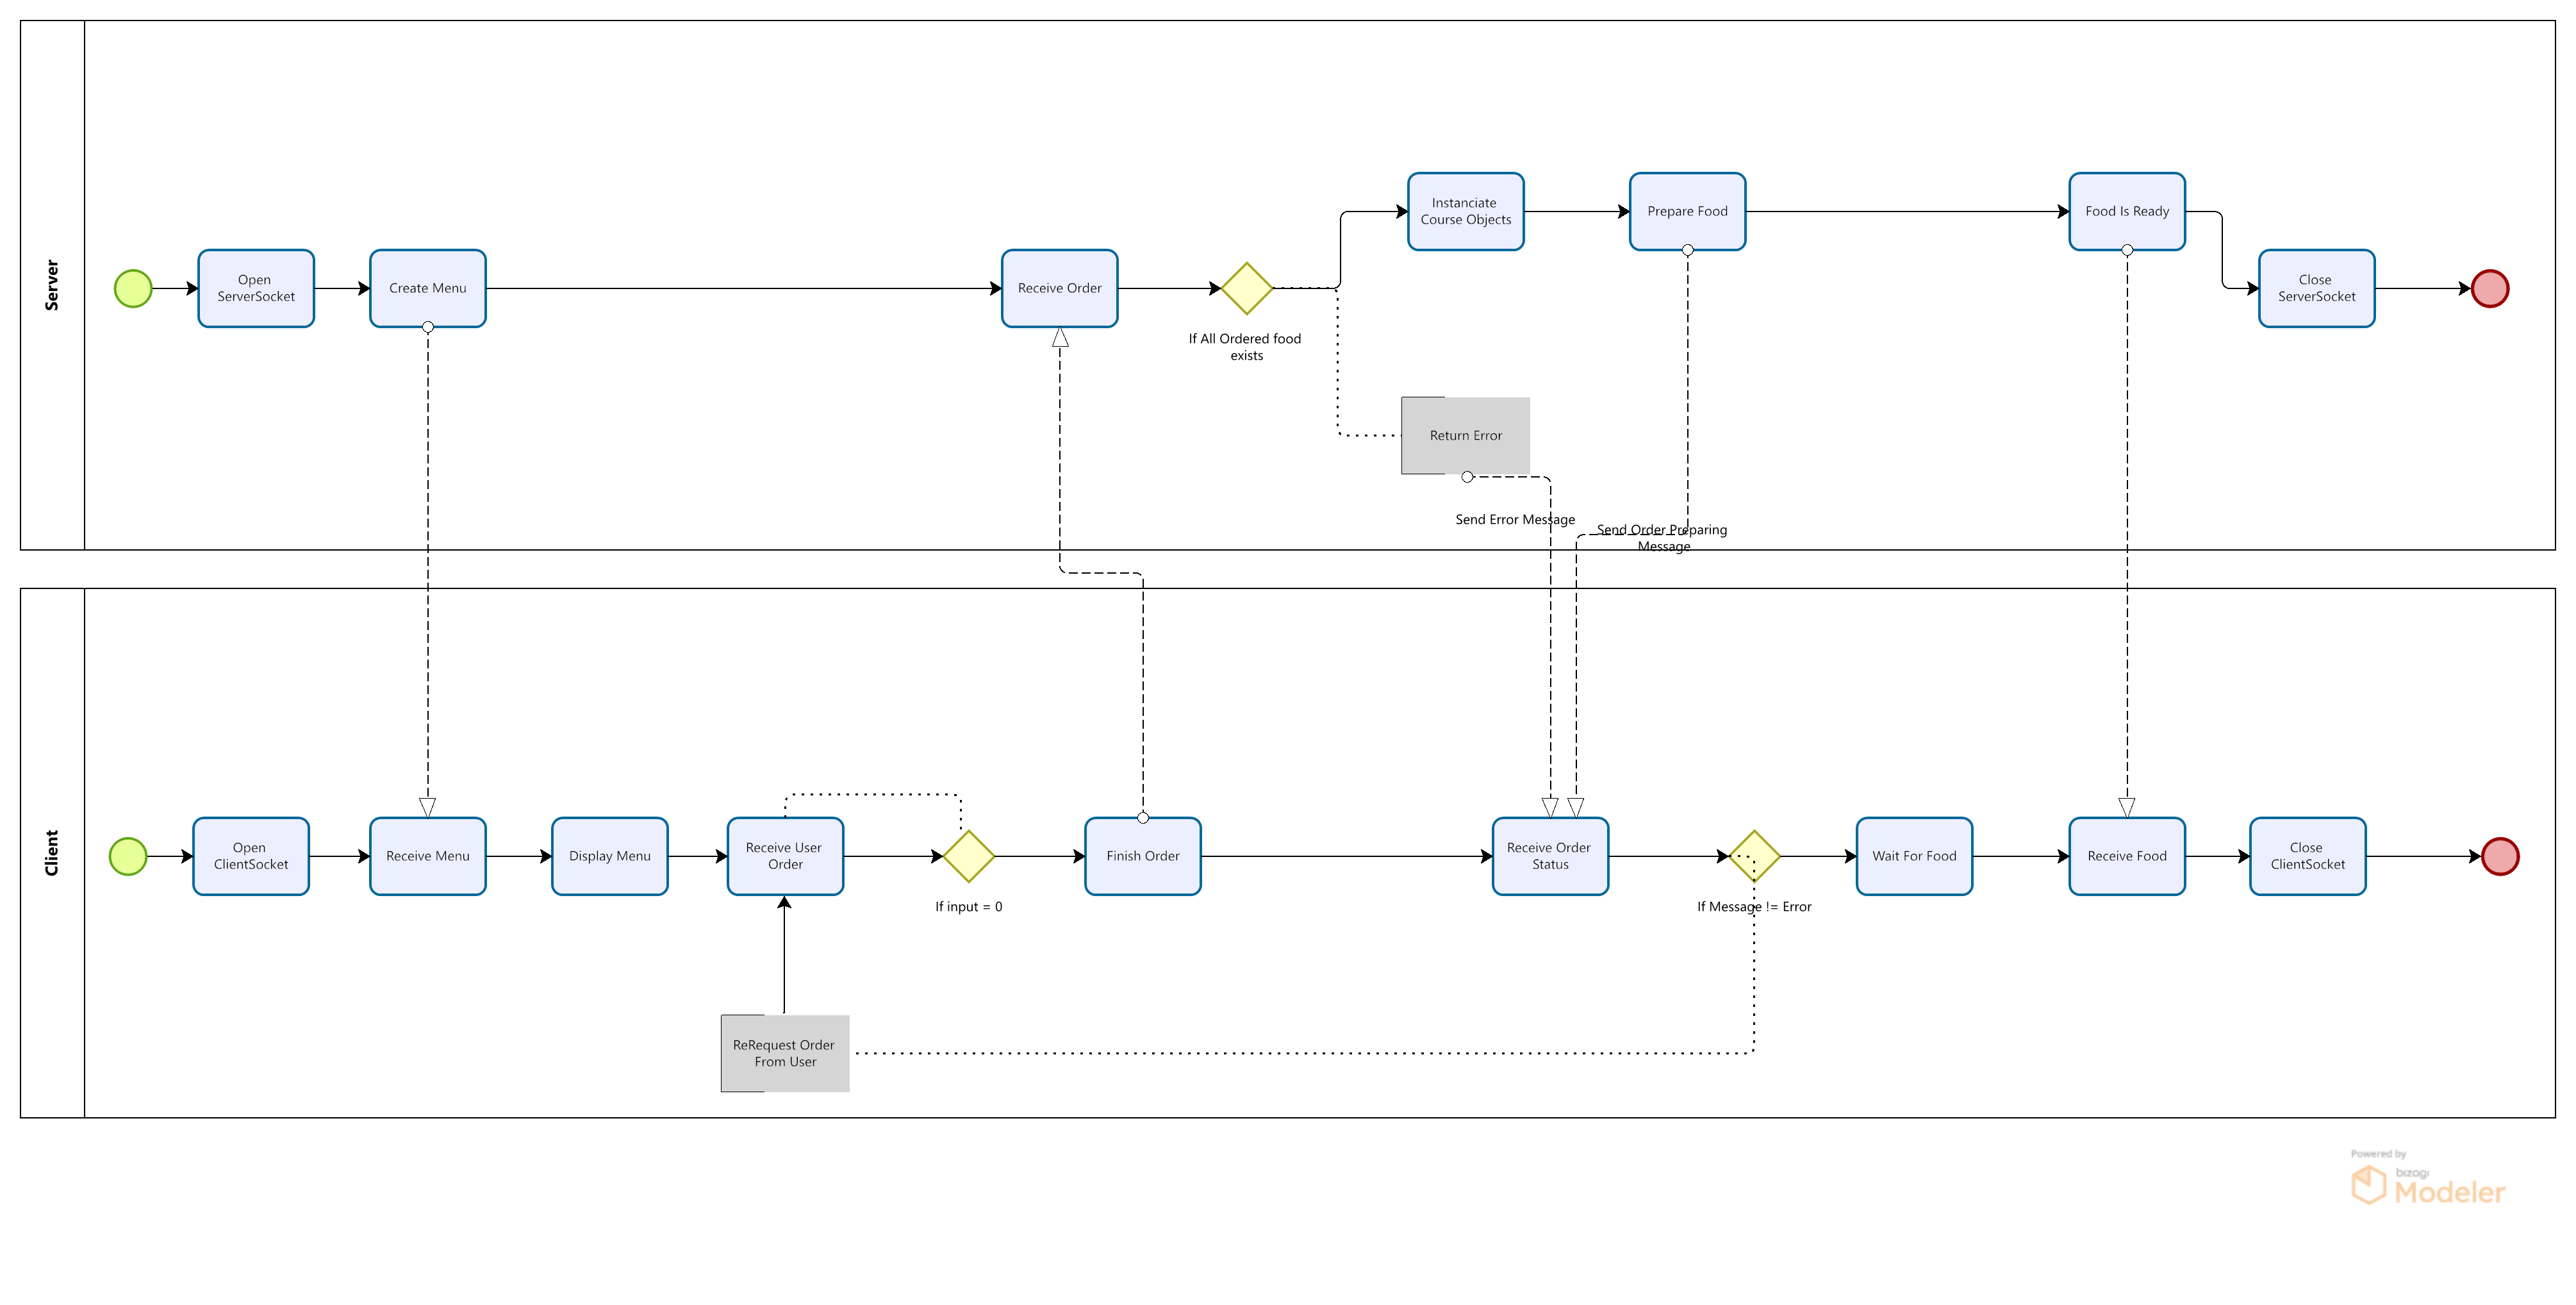 Server
Open
ServerSocket
Create Menu
Receive Order
If All Ordered food
exists
Instanciate
Course Objects
Prepare Food
Food Is Ready
Close
ServerSocket
Return Error
Send Error Message
Send Order Preparing
Message
Client
Open
ClientSocket
Receive Menu
Display Menu
Receive User
Order
If input = 0
Finish Order
Receive Order
Status
If Message != Error
Wait For Food
Receive Food
Close
ClientSocket
ReRequest Order
From User
Powered by
bizagi
Modeler